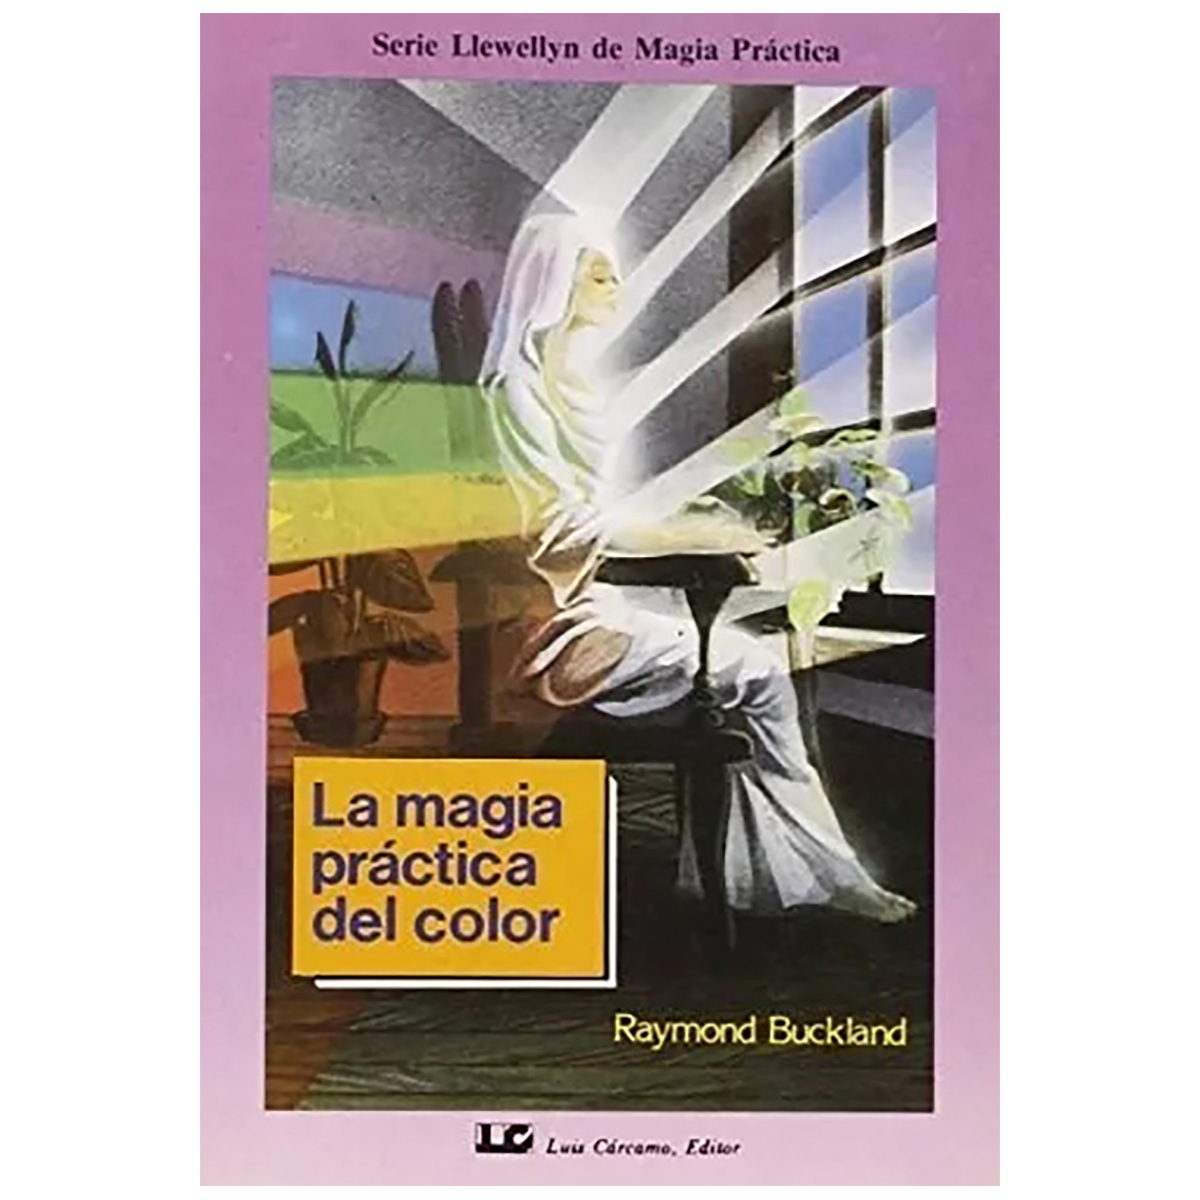 Serie Llewellyn de Magia Práctica
La magia
práctica
del color
Raymond Buckland
LC Luis Cárcamo, Editor